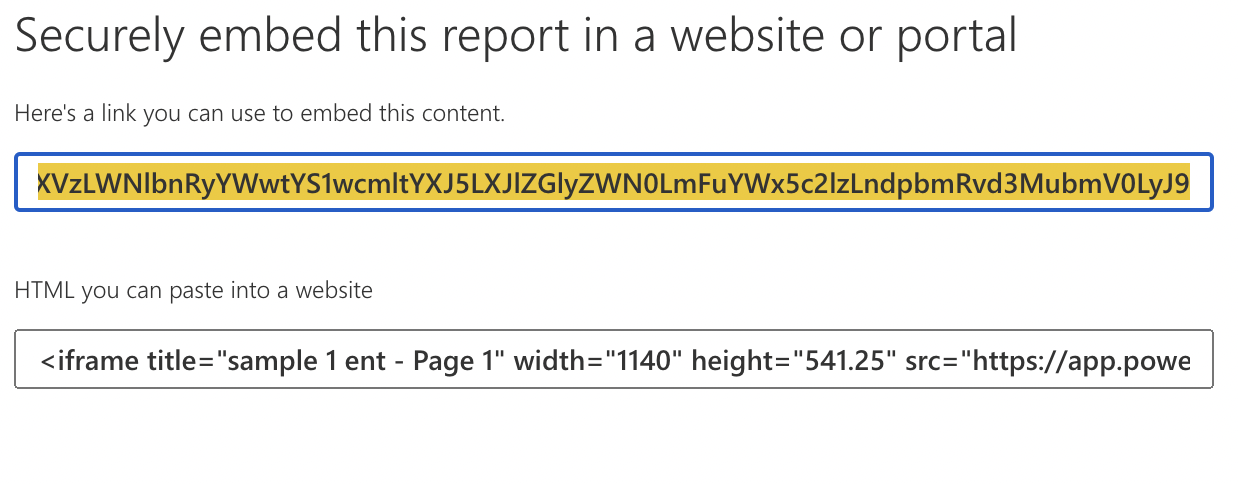 Securely embed this report in a website or portal
Here's a link you can use to embed this content.
XVzLWNlbnRyYWwtYS1wcmltYXJ5LXJlZGlyZWN0LmFuYWx5c2lzLndpbmRvd3MubmV0LyJ9
HTML you can paste into a website
<iframe title="sample 1 ent - Page 1" width="1140" height="541.25" src="https://app.powe